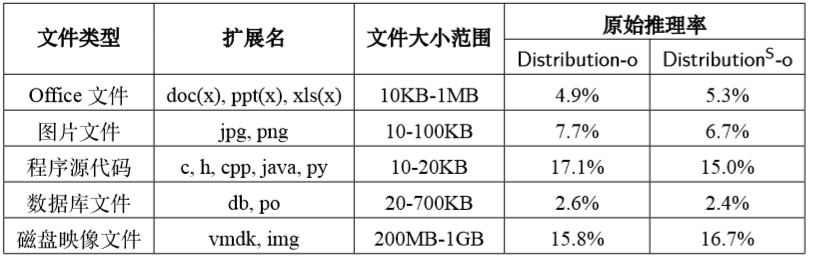 文件类型 扩展名 文件大小范围 原始推理率
Distribution-o Distribution^S-o
Office 文件 doc(x), ppt(x), xls(x) 10KB-1MB 4.9% 5.3%
图片文件 jpg, png 10-100KB 7.7% 6.7%
程序源代码 c, h, cpp, java, py 10-20KB 17.1% 15.0%
数据库文件 db, po 20-700KB 2.6% 2.4%
磁盘映像文件 vmdk, img 200MB-1GB 15.8% 16.7%